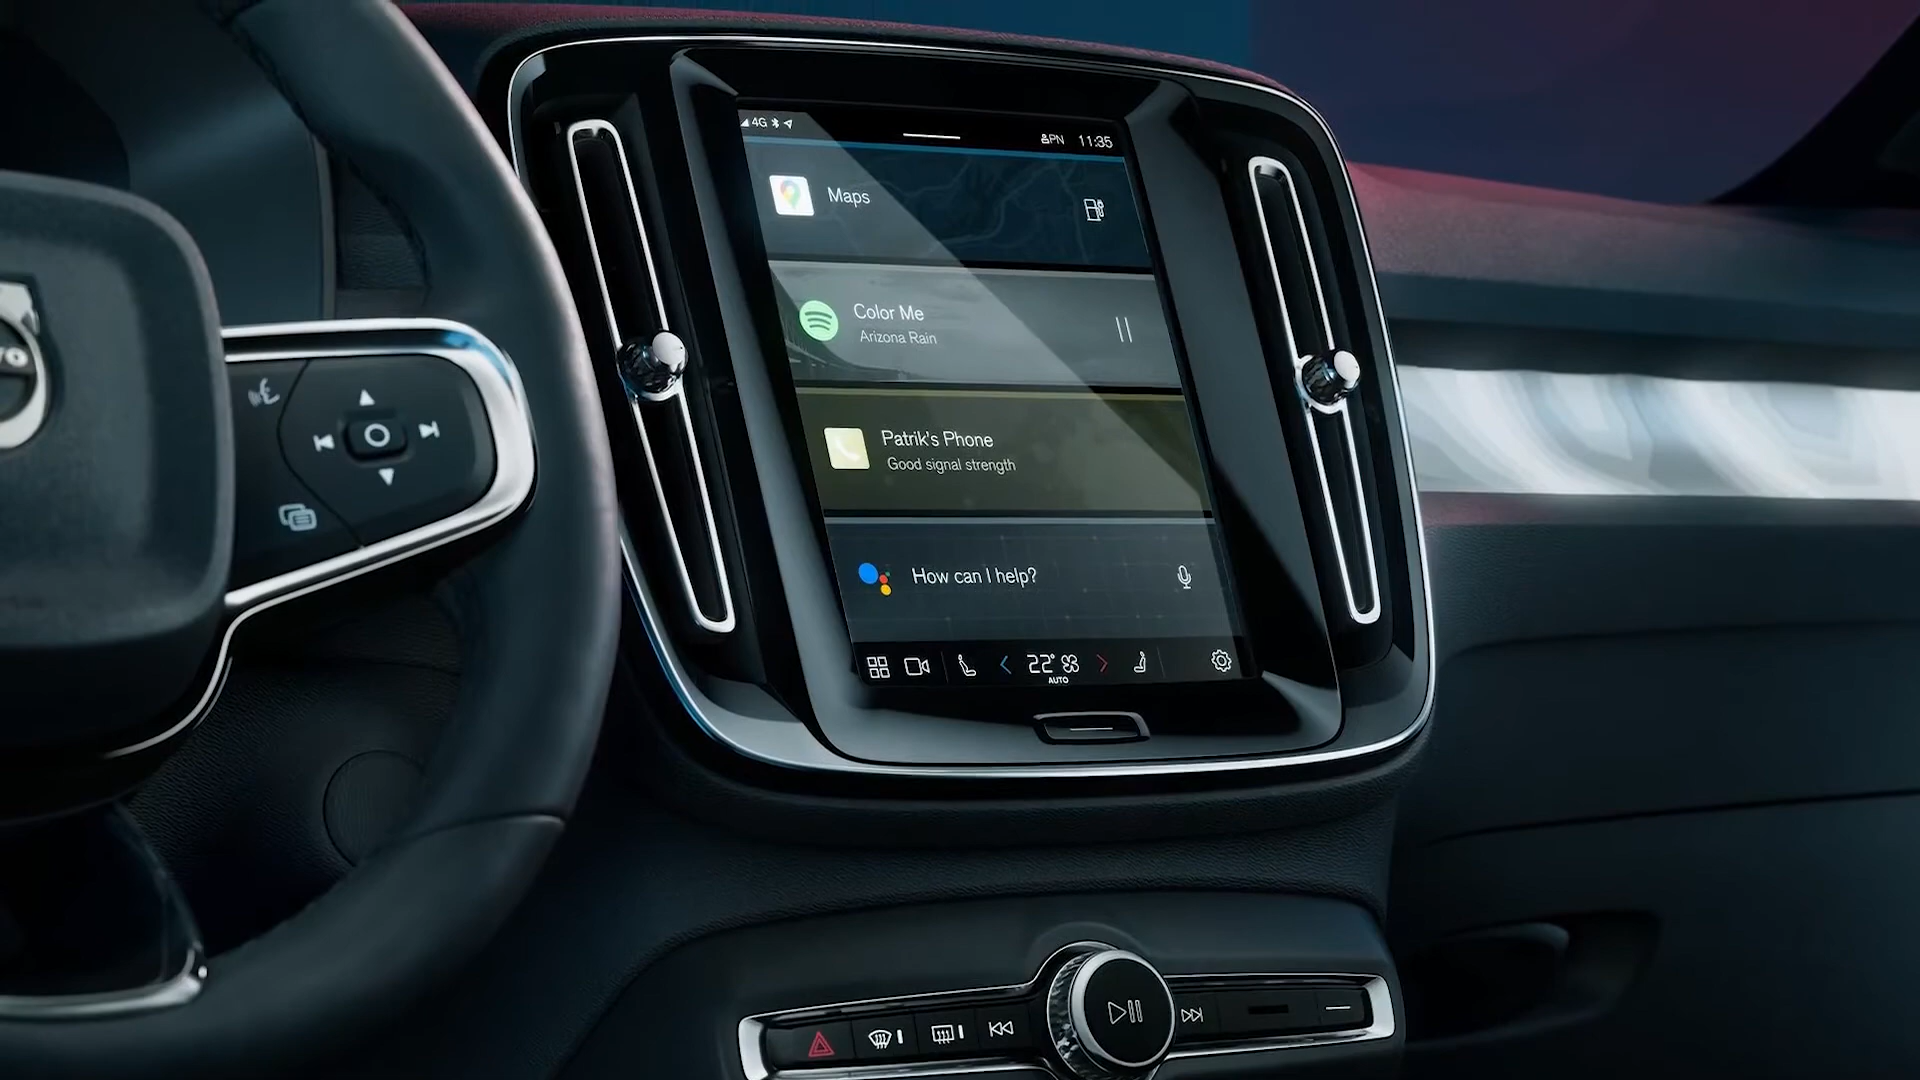 4G
PN 11:35
Maps
Color Me
Arizona Rain
Patrik's Phone
Good signal strength
How can I help?
22°
AUTO